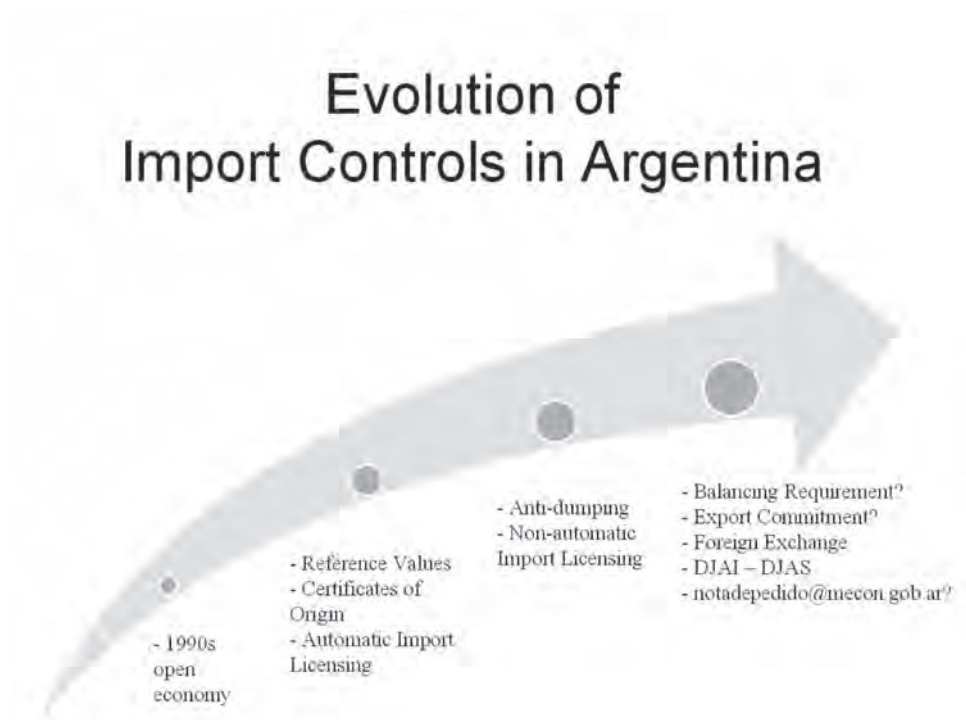 Evolution of
Import Controls in Argentina
- 1990s
open
economy
- Reference Values
- Certificates of
Origin
- Automatic Import
Licensing
- Anti-dumping
- Non-automatic
Import Licensing
- Balancing Requirement?
- Export Commitment?
- Foreign Exchange
- DJAI – DJAS
- notadepedido@mecon.gob.ar?